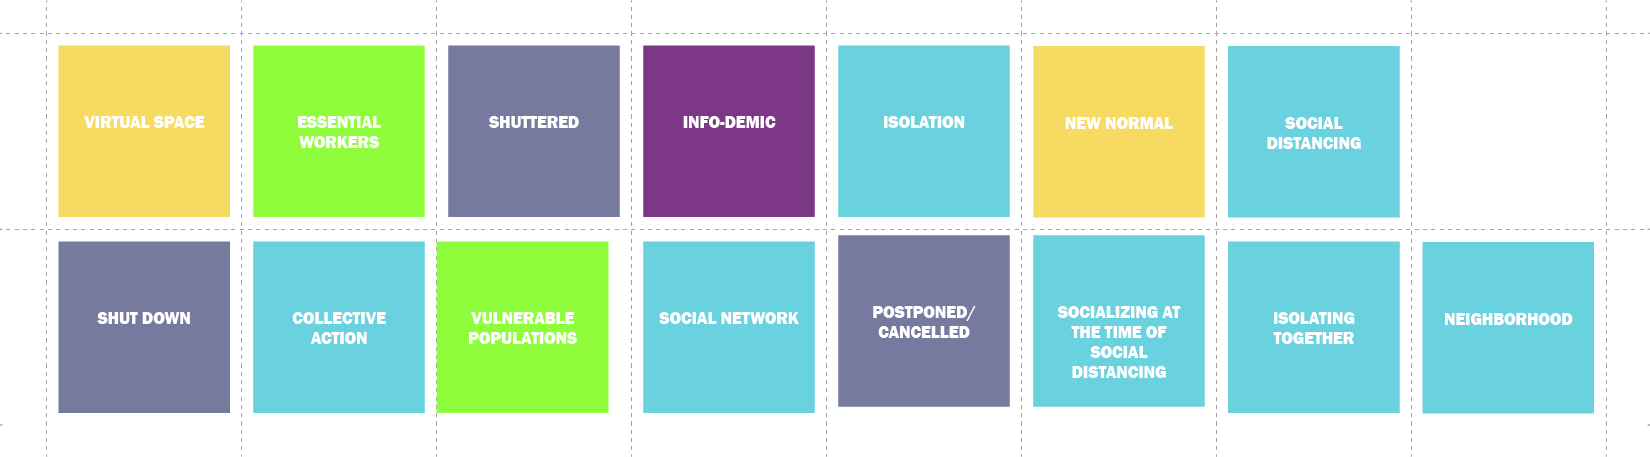 VIRTUAL SPACE
ESSENTIAL
WORKERS
SHUTTERED
INFO-DEMIC
ISOLATION
NEW NORMAL
SOCIAL
DISTANCING
SHUT DOWN
COLLECTIVE
ACTION
VULNERABLE
POPULATIONS
SOCIAL NETWORK
POSTPONED/
CANCELLED
SOCIALIZING AT
THE TIME OF
SOCIAL
DISTANCING
ISOLATING
TOGETHER
NEIGHBORHOOD